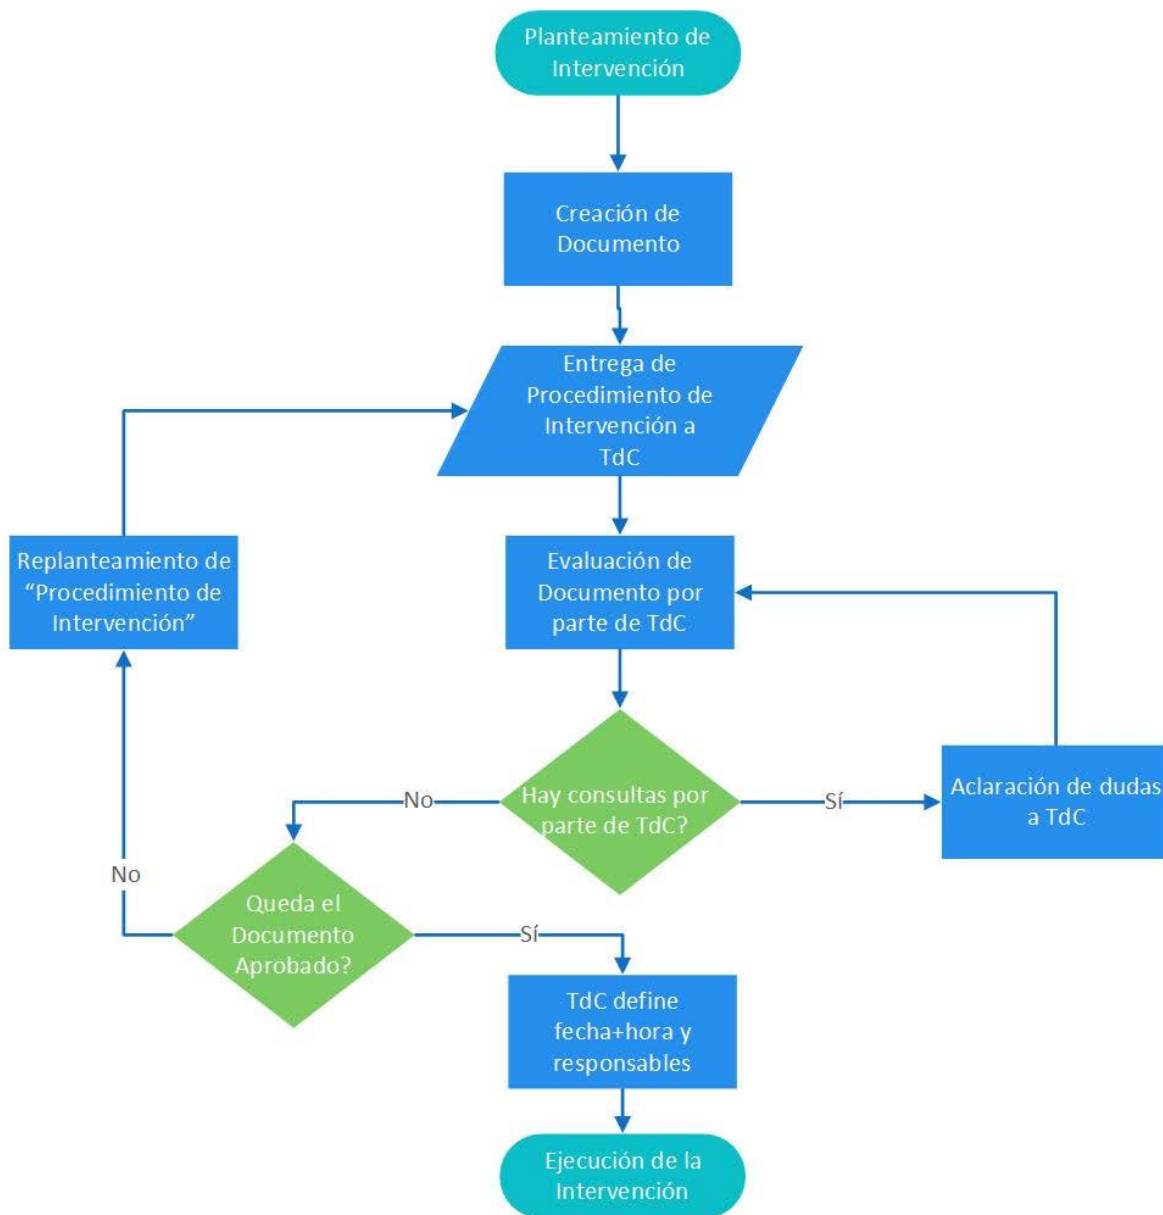 Planteamiento de
Intervención
Creación de
Documento
Entrega de
Procedimiento de
Intervención a
TdC
Replanteamiento de
“Procedimiento de
Intervención”
Evaluación de
Documento por
parte de TdC
Hay consultas por
parte de TdC?
No
Sí
Aclaración de dudas
a TdC
No
Queda el
Documento
Aprobado?
Sí
TdC define
fecha+hora y
responsables
Ejecución de la
Intervención